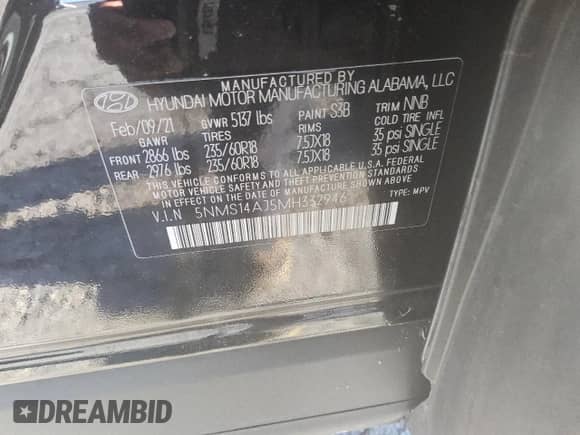 MANUFACTURED BY
HYUNDAI MOTOR MANUFACTURING ALABAMA, LLC
Feb/09/21 GVWR 5137 lbs PAINT S3B TRIM NNB
GAWR TIRES RIMS COLD TIRE INFL
FRONT 2866 lbs 235/60R18 7.5JX18 35 psi SINGLE
REAR 2976 lbs 235/60R18 7.5JX18 35 psi SINGLE
THIS VEHICLE CONFORMS TO ALL APPLICABLE U.S.A. FEDERAL
MOTOR VEHICLE SAFETY AND THEFT PREVENTION STANDARDS
IN EFFECT ON THE DATE OF MANUFACTURE SHOWN ABOVE.
V.I.N 5NMS14AJ5MH332946 TYPE: MPV
DREAMBID